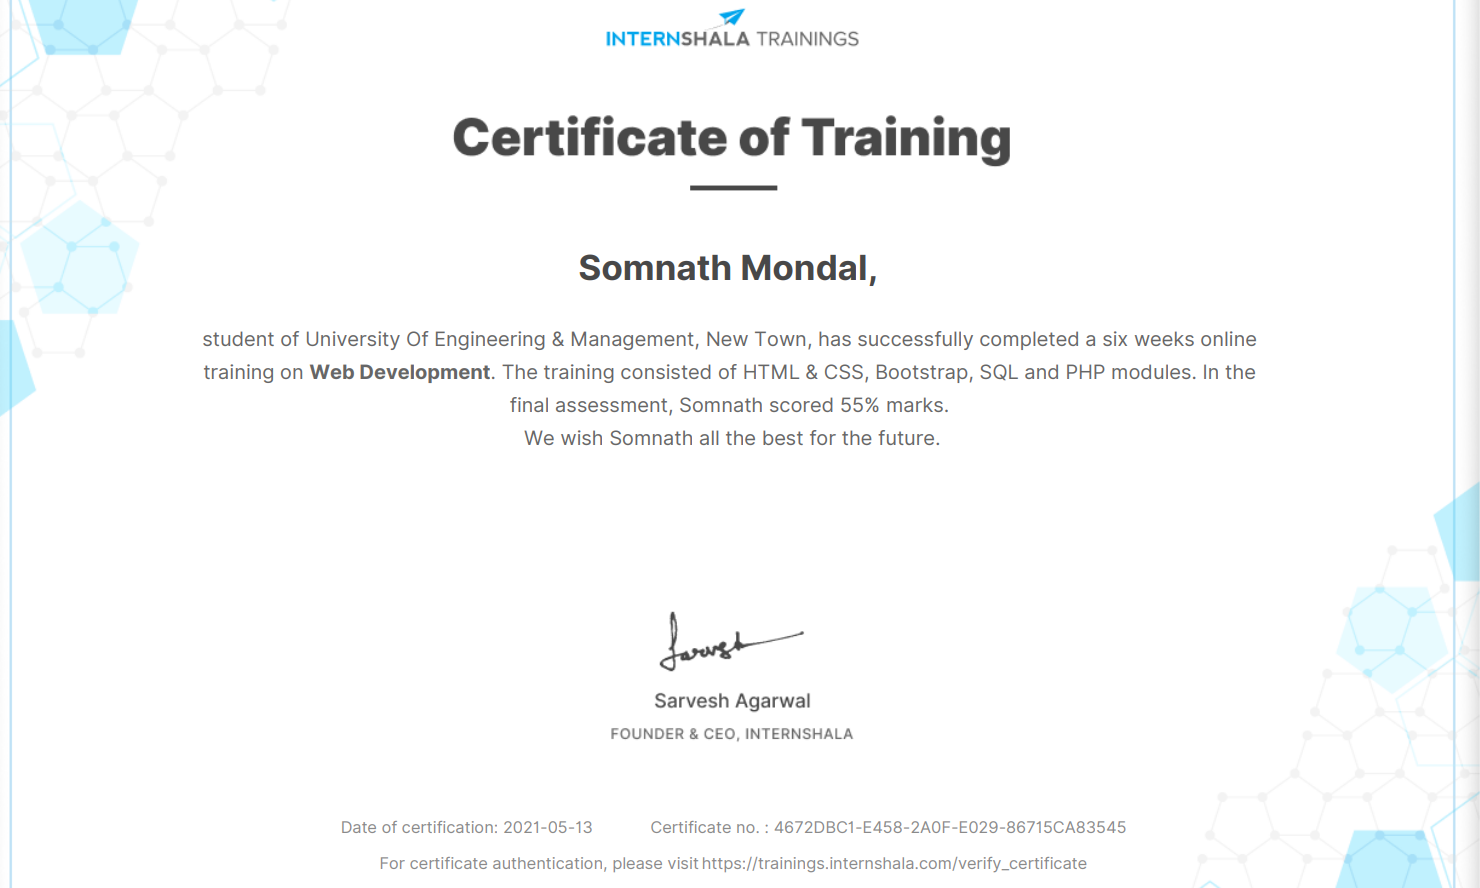 INTERNSHALA TRAININGS
Certificate of Training
Somnath Mondal,
student of University Of Engineering & Management, New Town, has successfully completed a six weeks online
training on Web Development. The training consisted of HTML & CSS, Bootstrap, SQL and PHP modules. In the
final assessment, Somnath scored 55% marks.
We wish Somnath all the best for the future.
Sarvesh
Sarvesh Agarwal
FOUNDER & CEO, INTERNSHALA
Date of certification: 2021-05-13 Certificate no. : 4672DBC1-E458-2A0F-E029-86715CA83545
For certificate authentication, please visit https://trainings.internshala.com/verify_certificate